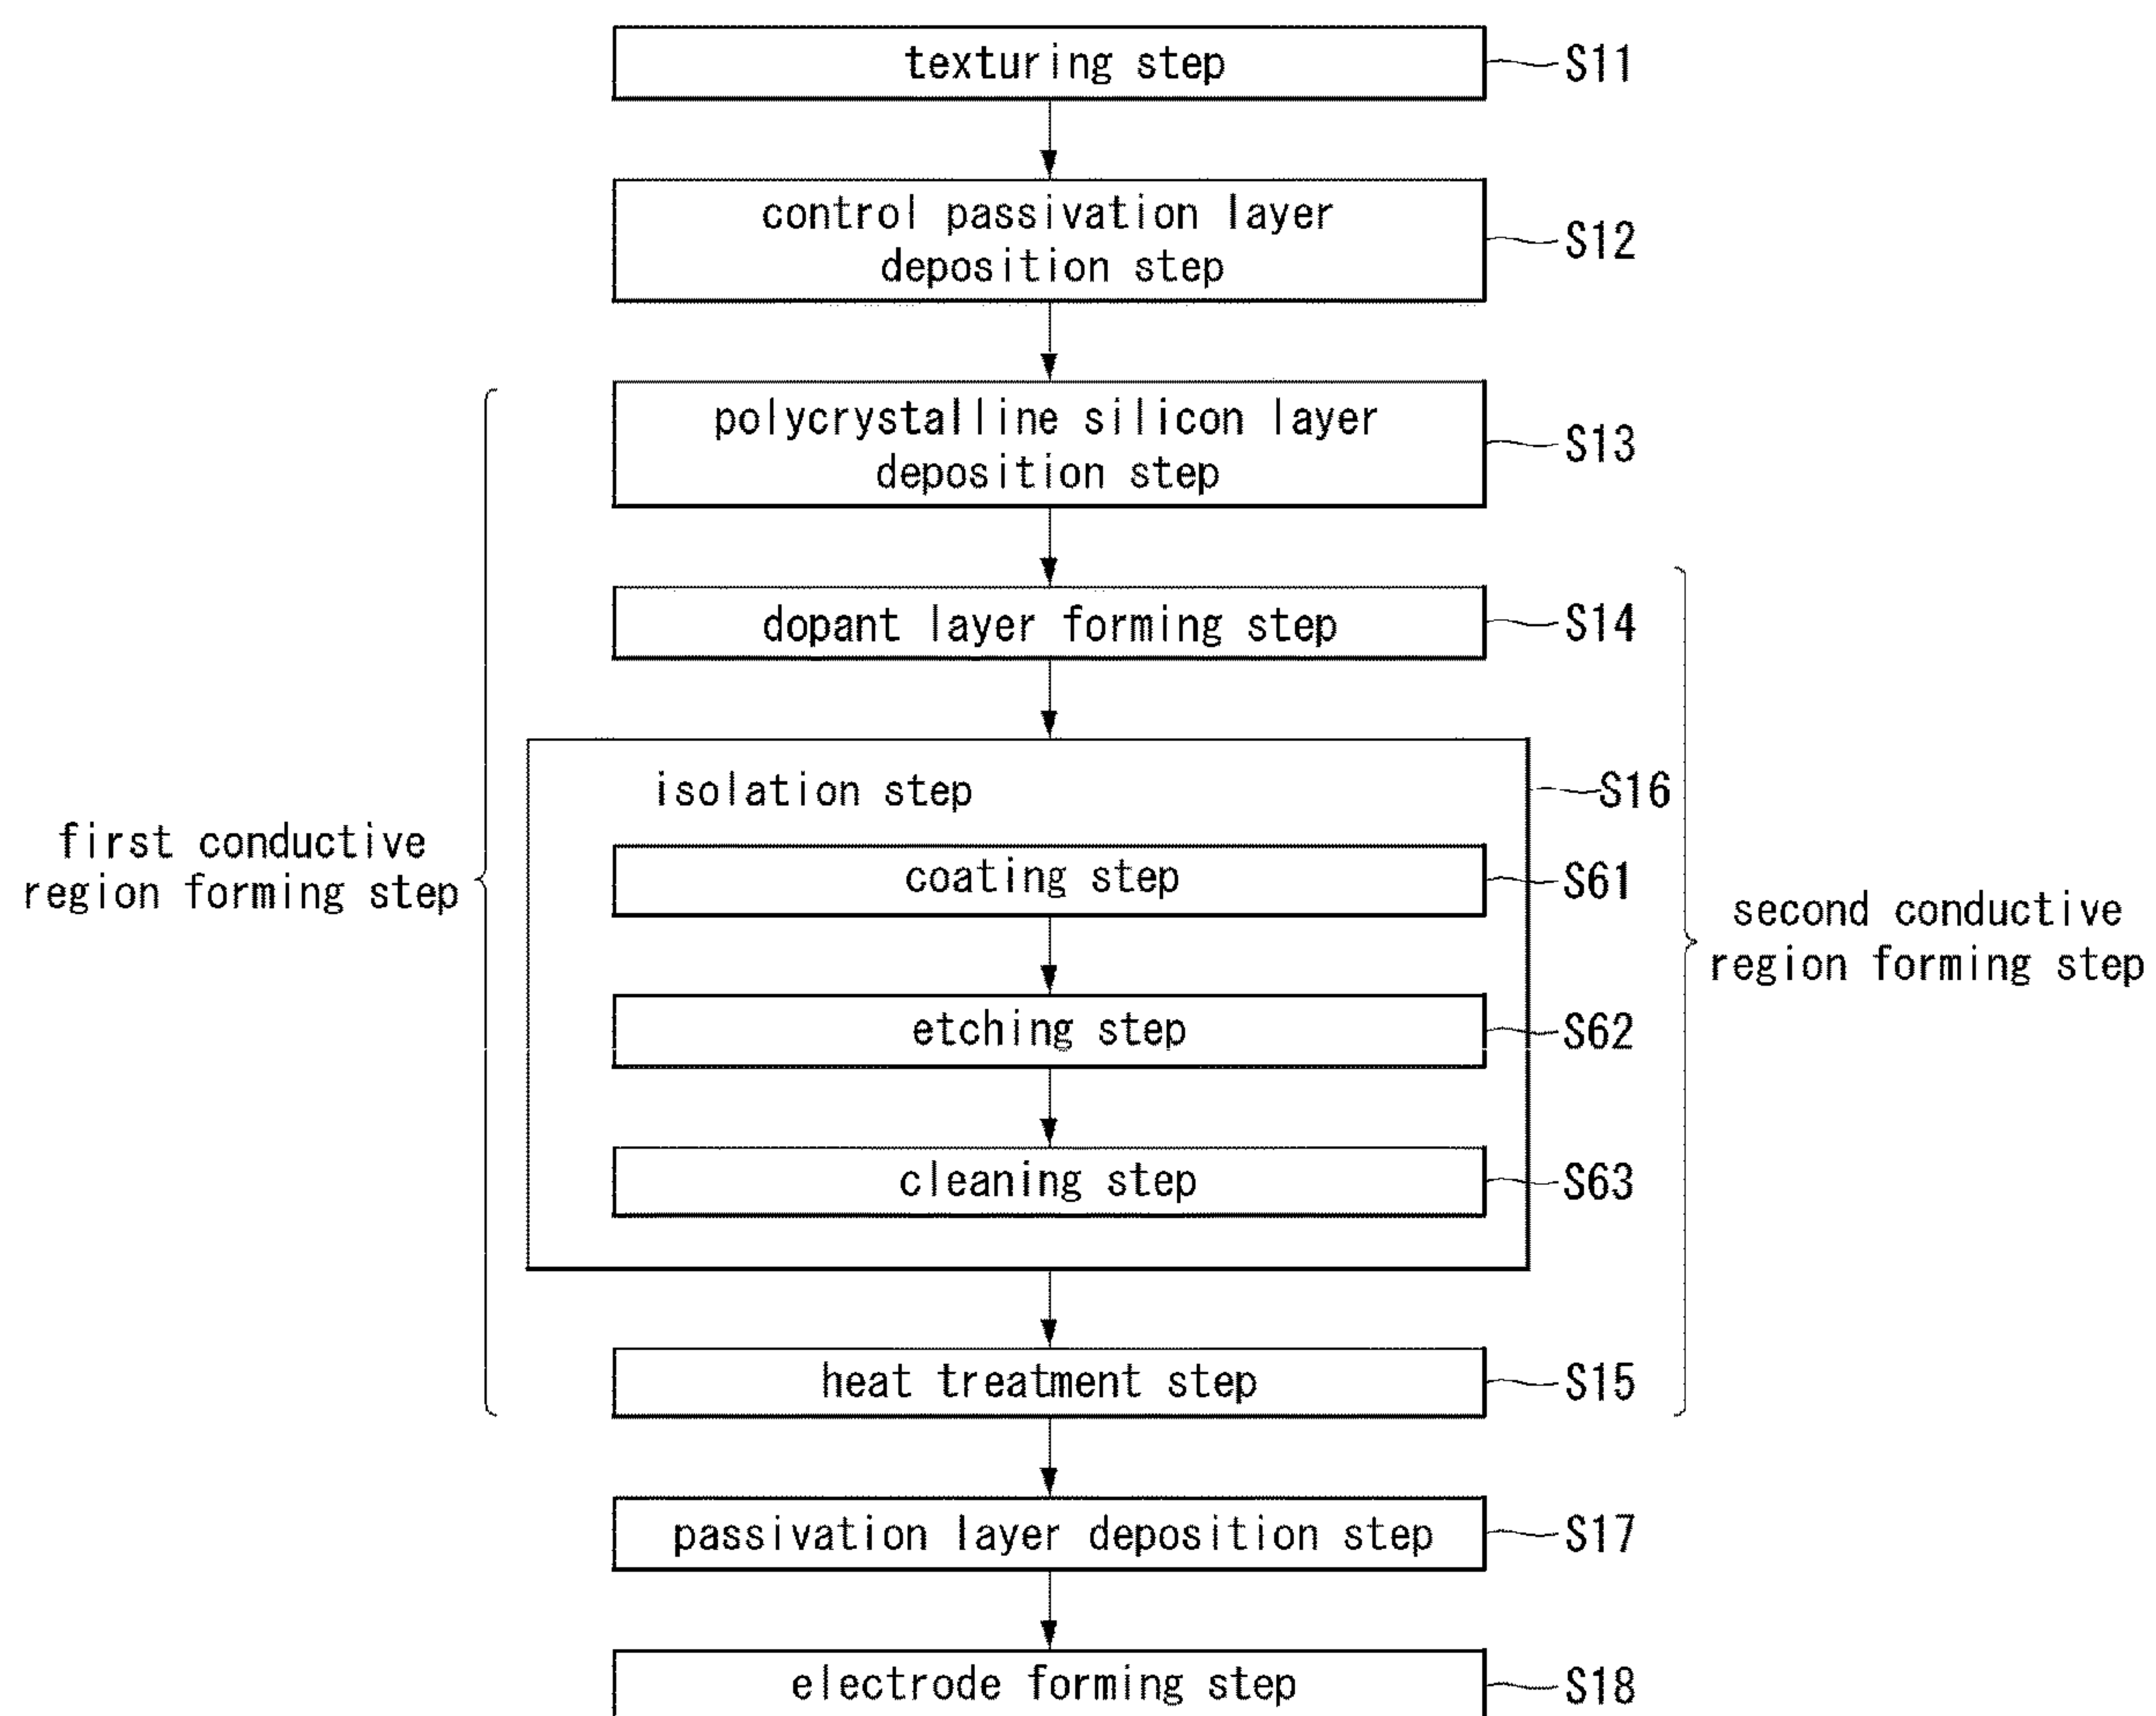 texturing step S11
control passivation layer
deposition step S12
polycrystalline silicon layer
deposition step S13
dopant layer forming step S14
isolation step S16
coating step S61
first conductive
region forming step
second conductive
region forming step
etching step S62
cleaning step S63
heat treatment step S15
passivation layer deposition step S17
electrode forming step S18